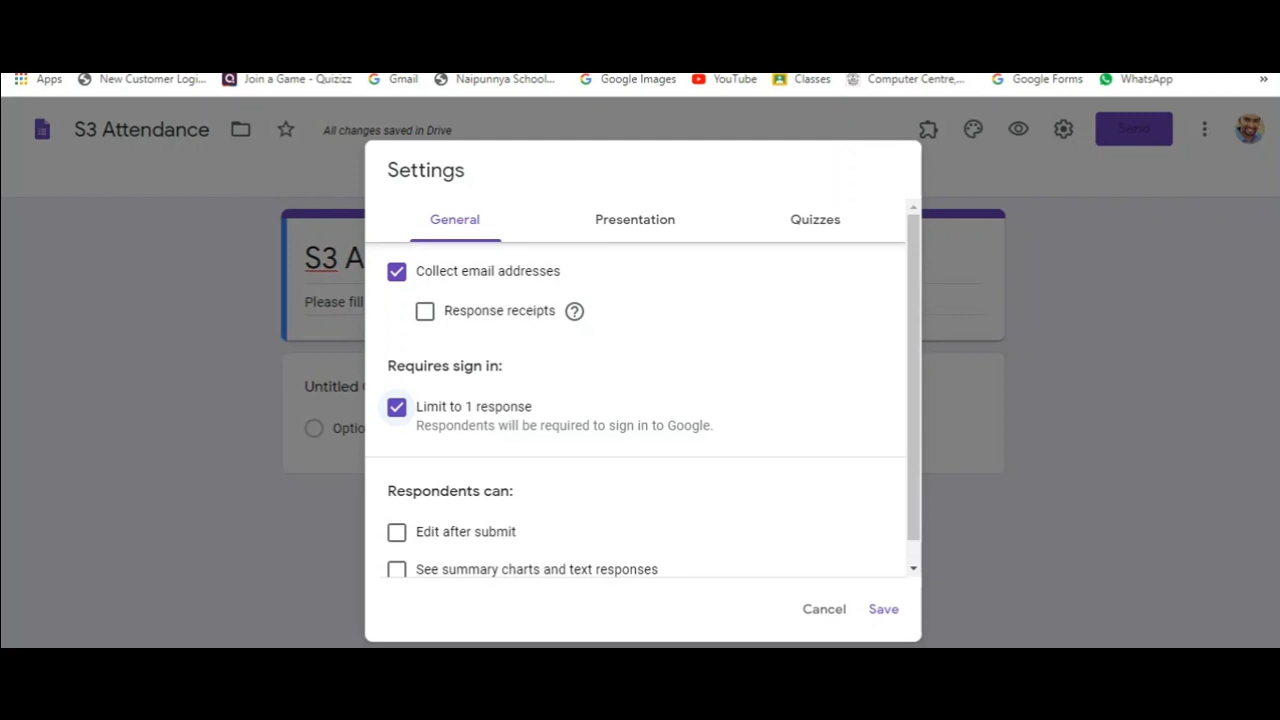 Apps New Customer Logi... Join a Game - Quizizz Gmail Naipunnya School... Google Images YouTube Classes Computer Centre,... Google Forms WhatsApp »
S3 Attendance All changes saved in Drive Send
Settings
General Presentation Quizzes
S3 A
Collect email addresses
Please fill
Response receipts
Requires sign in:
Untitled
Limit to 1 response
Respondents will be required to sign in to Google.
Optio
Respondents can:
Edit after submit
See summary charts and text responses
Cancel Save